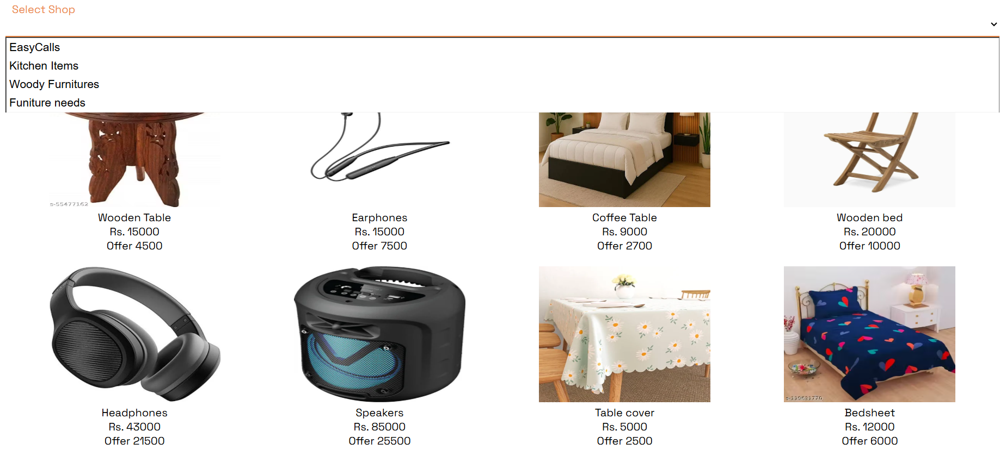 Select Shop
EasyCalls
Kitchen Items
Woody Furnitures
Funiture needs
s-55477162
Wooden Table
Rs. 15000
Offer 4500
Earphones
Rs. 15000
Offer 7500
Coffee Table
Rs. 9000
Offer 2700
Wooden bed
Rs. 20000
Offer 10000
s-119631770
Headphones
Rs. 43000
Offer 21500
Speakers
Rs. 85000
Offer 25500
Table cover
Rs. 5000
Offer 2500
Bedsheet
Rs. 12000
Offer 6000